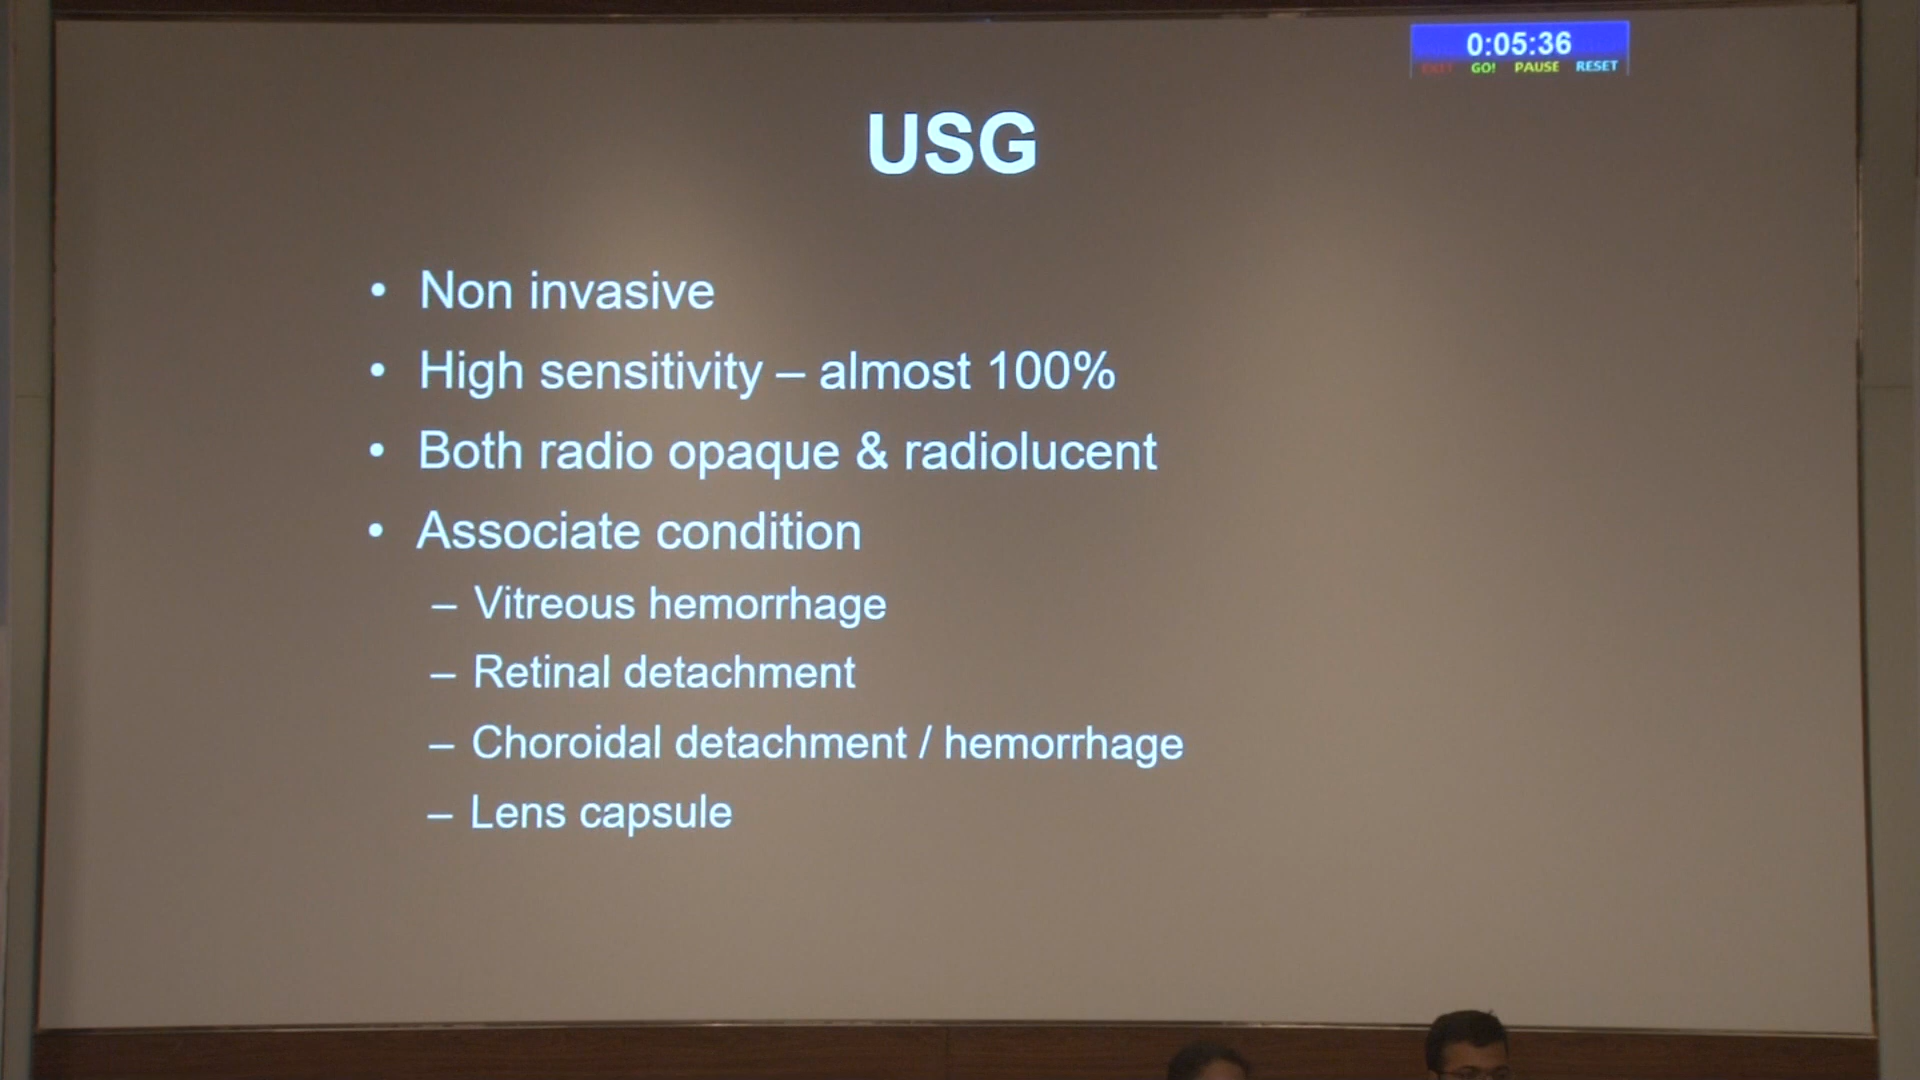 0:05:36
EXIT GO! PAUSE RESET
USG
• Non invasive
• High sensitivity – almost 100%
• Both radio opaque & radiolucent
• Associate condition
– Vitreous hemorrhage
– Retinal detachment
– Choroidal detachment / hemorrhage
– Lens capsule